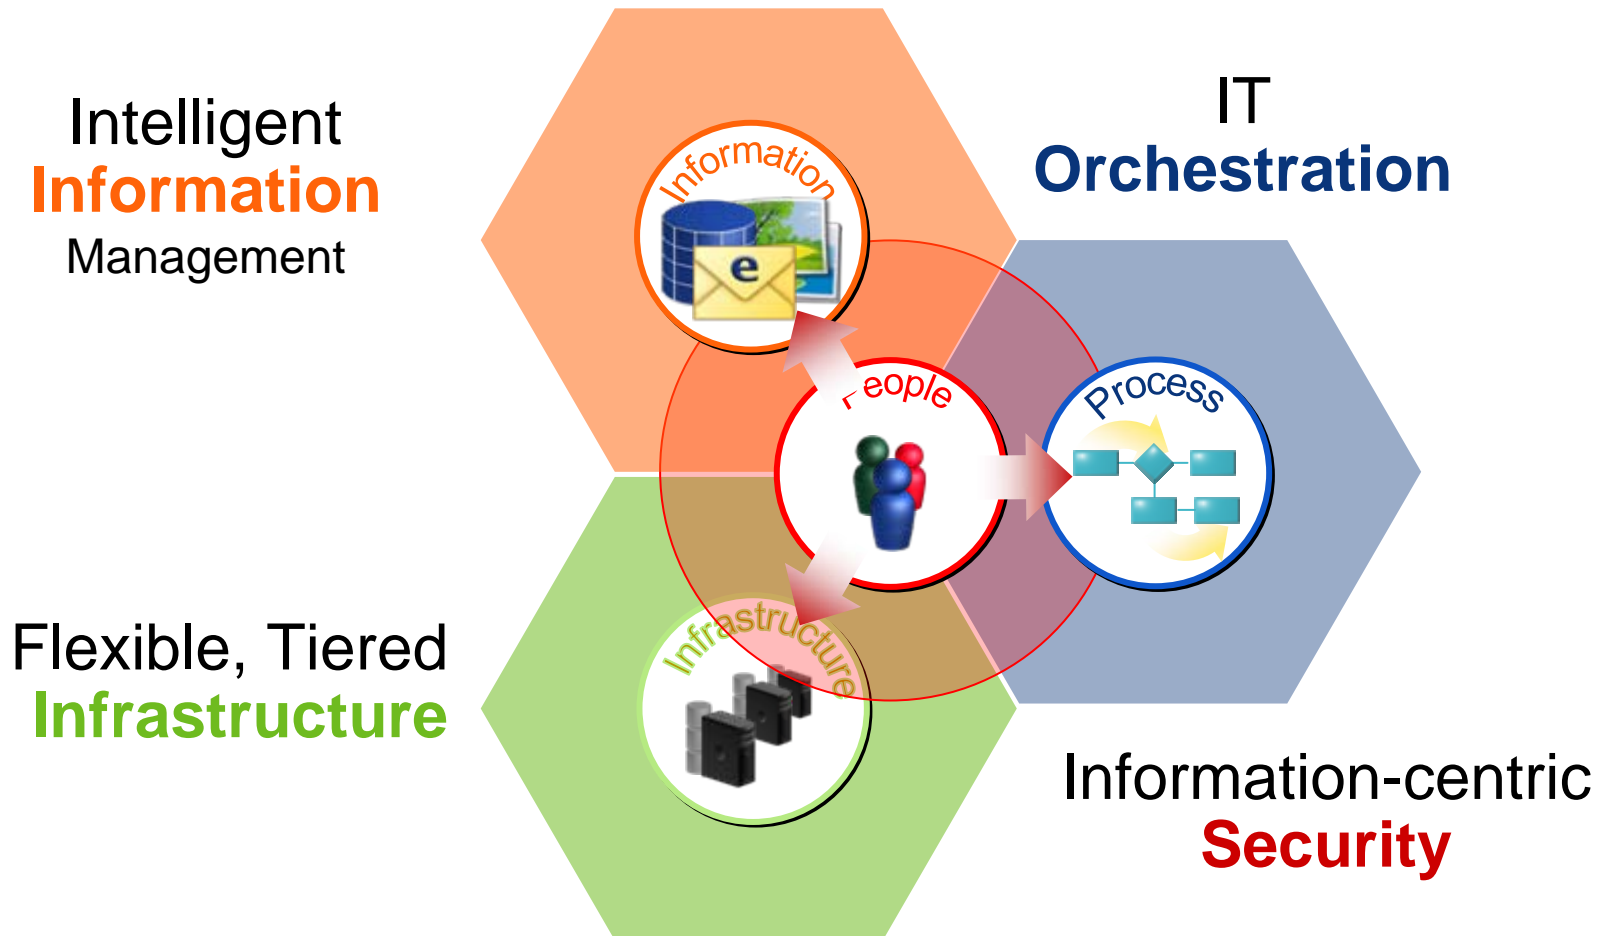 Intelligent
Information
Management
IT
Orchestration
Information
e
People
Process
Infrastructure
Flexible, Tiered
Infrastructure
Information-centric
Security